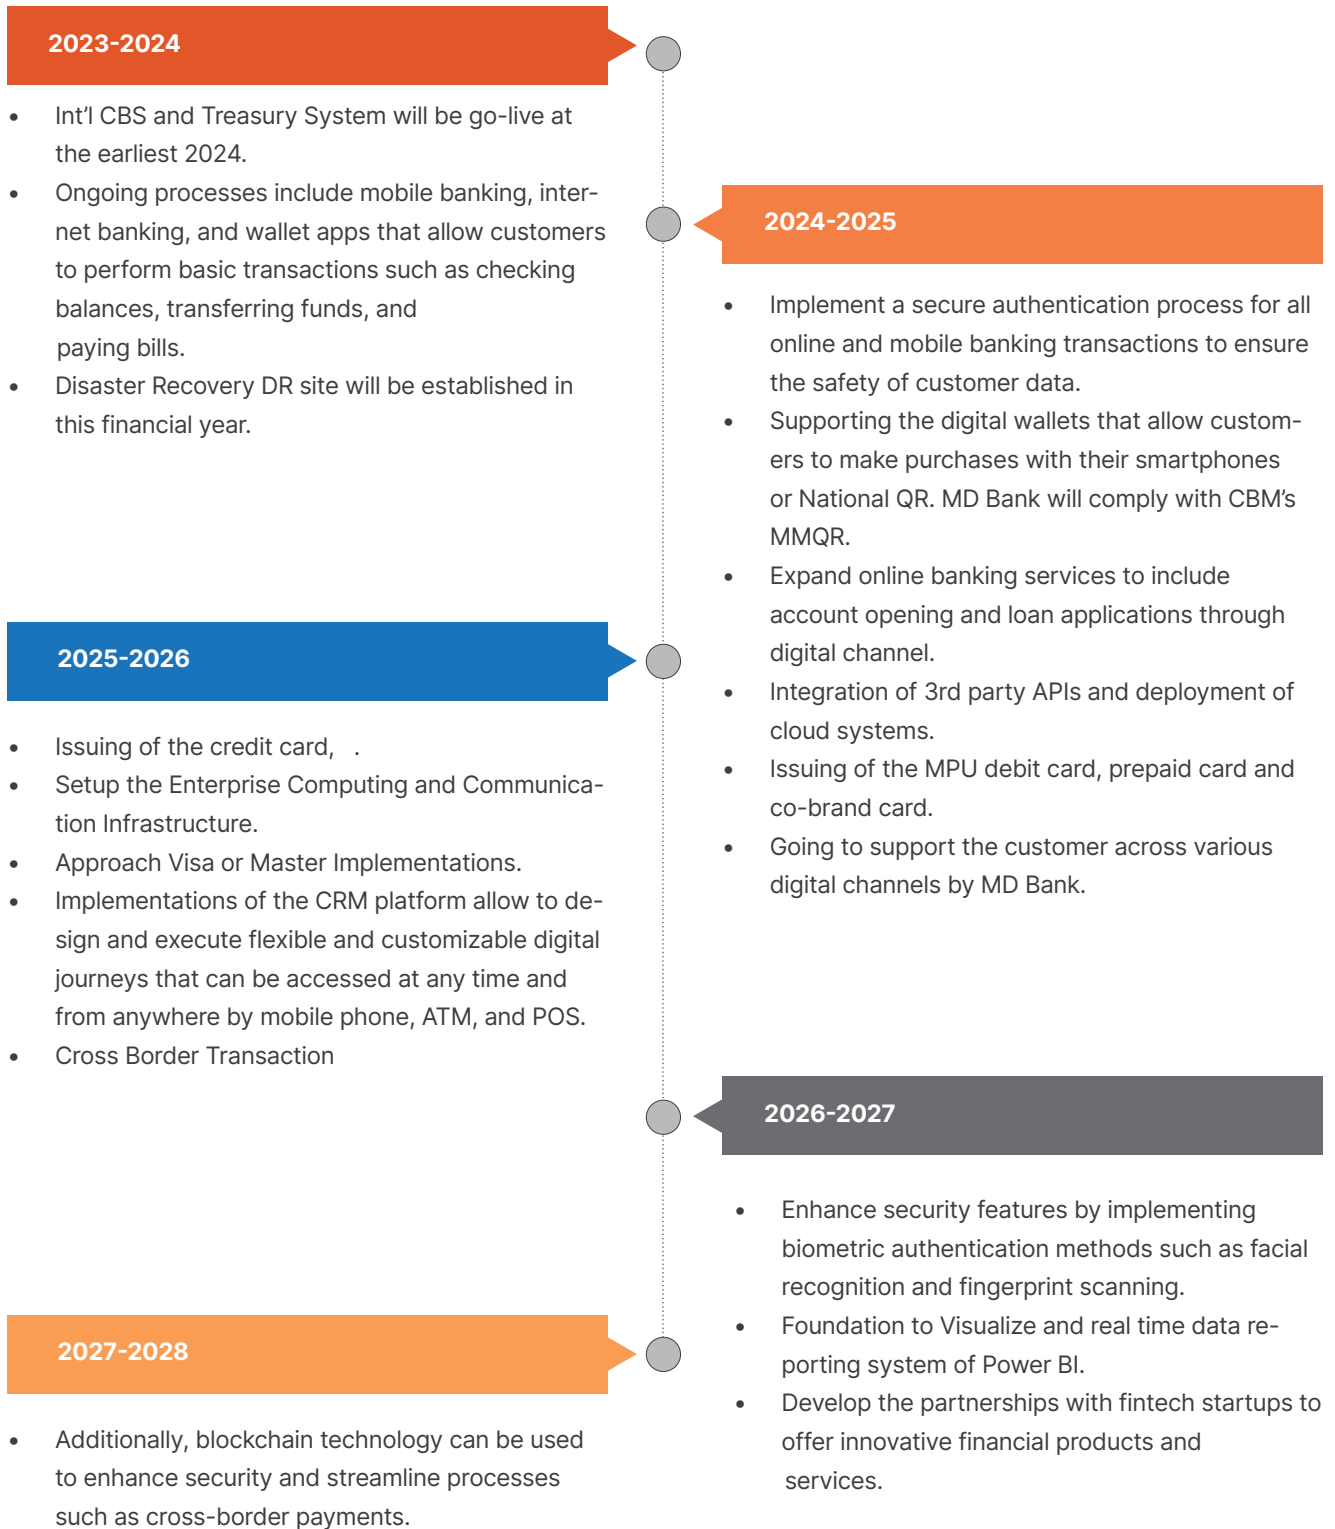 2023-2024
• Int’l CBS and Treasury System will be go-live at
the earliest 2024.
• Ongoing processes include mobile banking, inter-
net banking, and wallet apps that allow customers
to perform basic transactions such as checking
balances, transferring funds, and
paying bills.
• Disaster Recovery DR site will be established in
this financial year.
2024-2025
• Implement a secure authentication process for all
online and mobile banking transactions to ensure
the safety of customer data.
• Supporting the digital wallets that allow custom-
ers to make purchases with their smartphones
or National QR. MD Bank will comply with CBM’s
MMQR.
• Expand online banking services to include
account opening and loan applications through
digital channel.
• Integration of 3rd party APIs and deployment of
cloud systems.
• Issuing of the MPU debit card, prepaid card and
co-brand card.
• Going to support the customer across various
digital channels by MD Bank.
2025-2026
• Issuing of the credit card, .
• Setup the Enterprise Computing and Communica-
tion Infrastructure.
• Approach Visa or Master Implementations.
• Implementations of the CRM platform allow to de-
sign and execute flexible and customizable digital
journeys that can be accessed at any time and
from anywhere by mobile phone, ATM, and POS.
• Cross Border Transaction
2026-2027
• Enhance security features by implementing
biometric authentication methods such as facial
recognition and fingerprint scanning.
• Foundation to Visualize and real time data re-
porting system of Power BI.
• Develop the partnerships with fintech startups to
offer innovative financial products and
services.
2027-2028
• Additionally, blockchain technology can be used
to enhance security and streamline processes
such as cross-border payments.